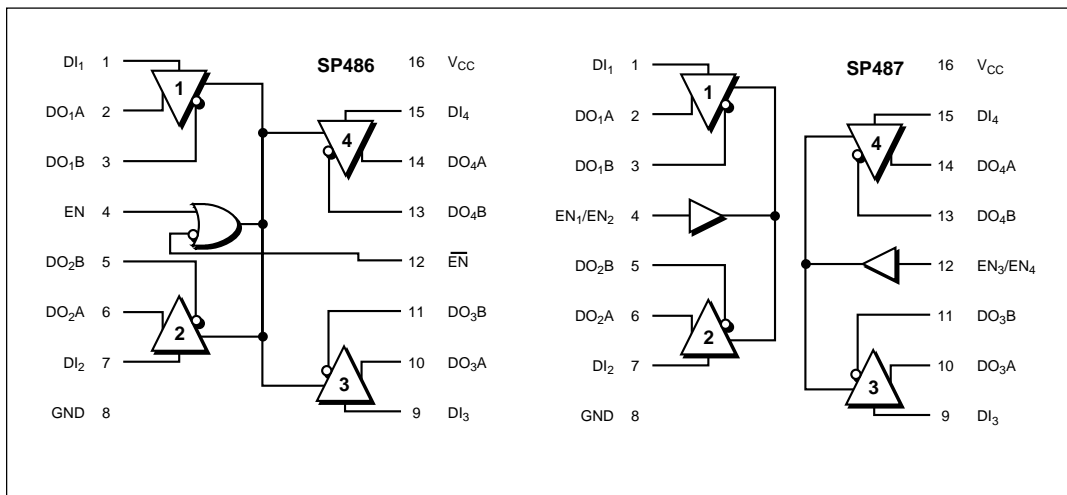 SP486
DI₁ 1
DO₁A 2
DO₁B 3
EN 4
DO₂B 5
DO₂A 6
DI₂ 7
GND 8
16 V_CC
15 DI₄
14 DO₄A
13 DO₄B
12 E̅N̅
11 DO₃B
10 DO₃A
9 DI₃
1
4
2
3
SP487
DI₁ 1
DO₁A 2
DO₁B 3
EN₁/EN₂ 4
DO₂B 5
DO₂A 6
DI₂ 7
GND 8
16 V_CC
15 DI₄
14 DO₄A
13 DO₄B
12 EN₃/EN₄
11 DO₃B
10 DO₃A
9 DI₃
1
4
2
3